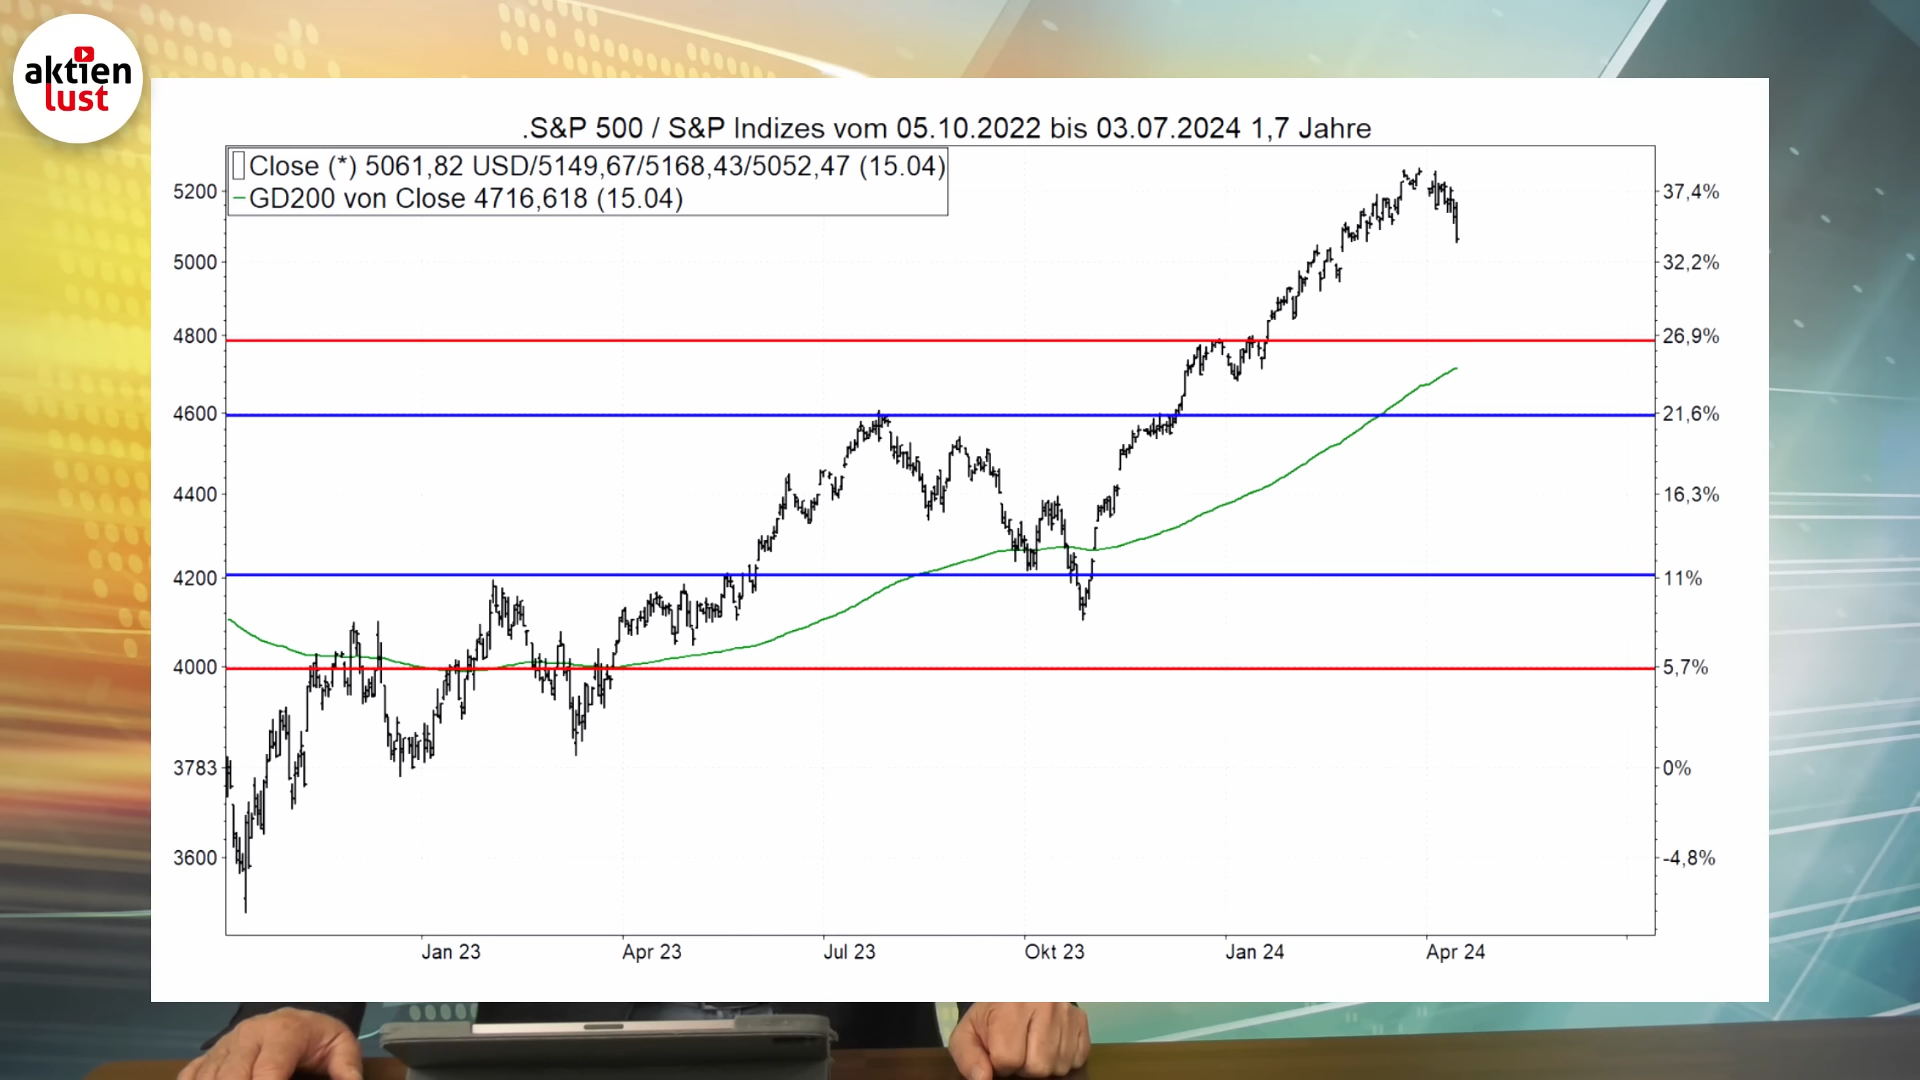 aktien
lust
.S&P 500 / S&P Indizes vom 05.10.2022 bis 03.07.2024 1,7 Jahre
Close (*) 5061,82 USD/5149,67/5168,43/5052,47 (15.04)
GD200 von Close 4716,618 (15.04)
5200
5000
4800
4600
4400
4200
4000
3783
3600
37,4%
32,2%
26,9%
21,6%
16,3%
11%
5,7%
0%
-4,8%
Jan 23
Apr 23
Jul 23
Okt 23
Jan 24
Apr 24